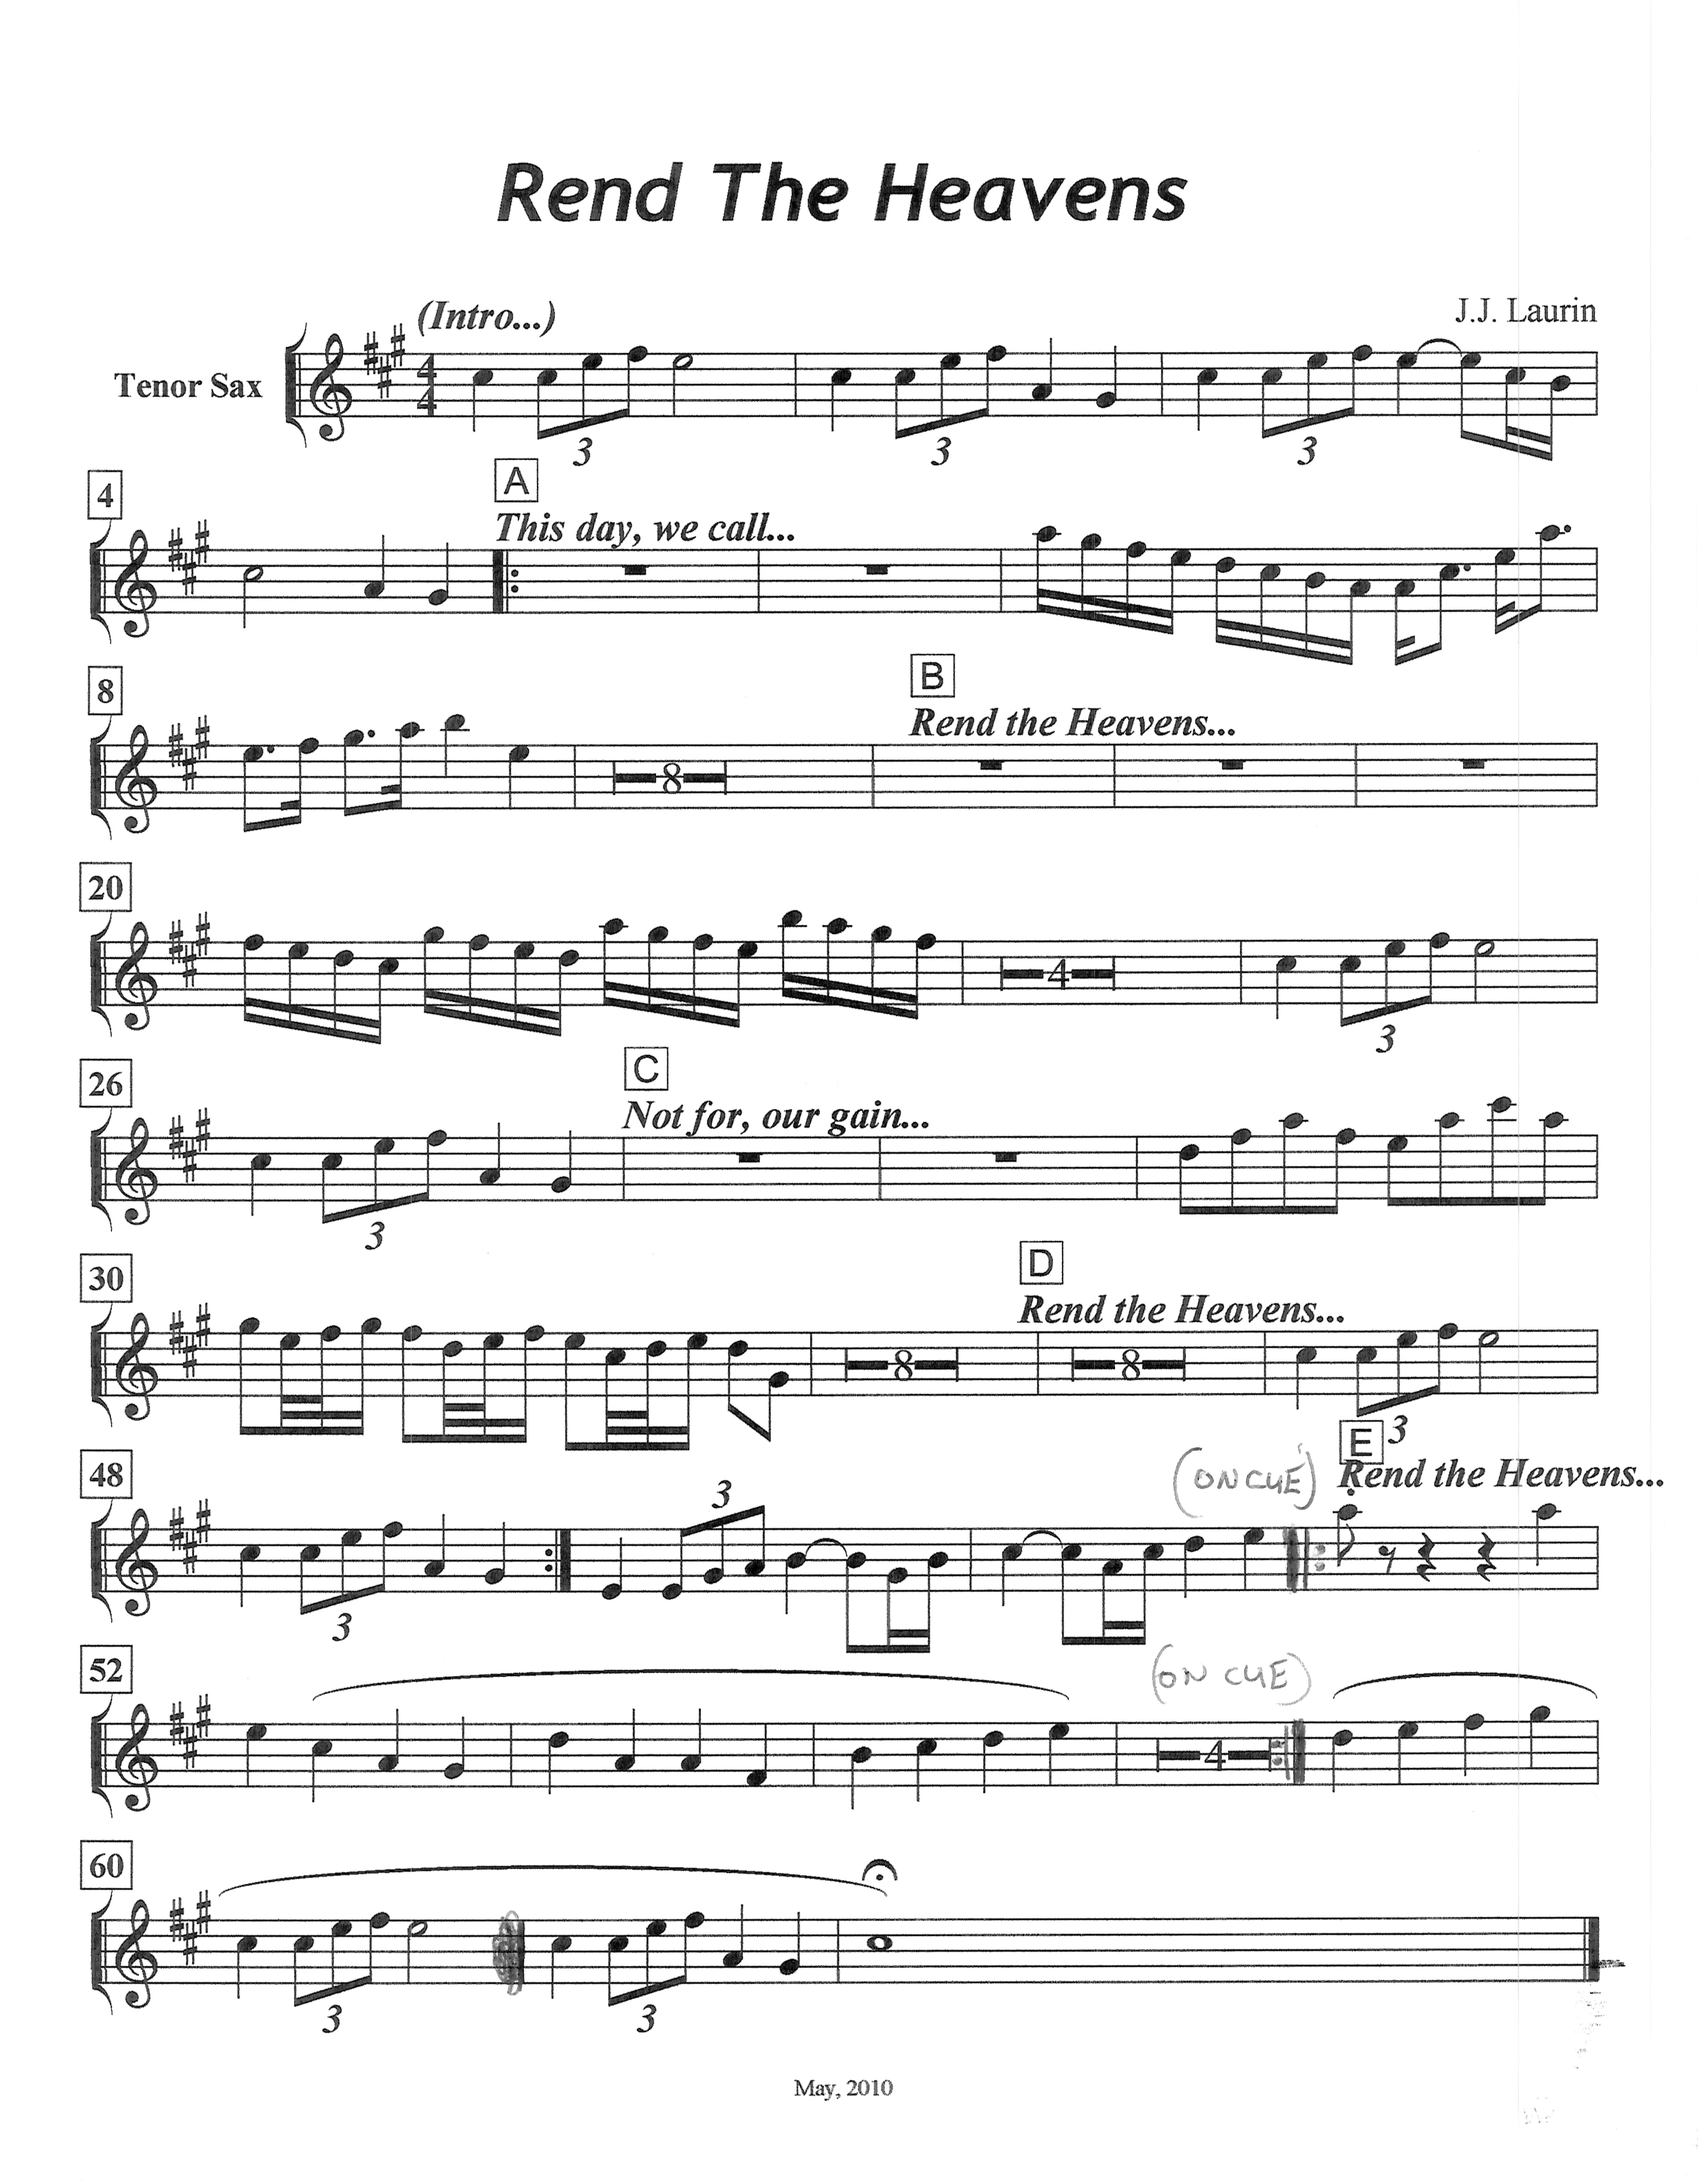 Rend The Heavens
(Intro...)
J.J. Laurin
Tenor Sax
4
4
3
3
3
4
A
This day, we call...
8
B
Rend the Heavens...
8
20
4
3
26
C
Not for, our gain...
3
30
D
Rend the Heavens...
8
8
3
48
(ON CUE)
E
Rend the Heavens...
3
3
52
(ON CUE)
4
60
3
3
May, 2010